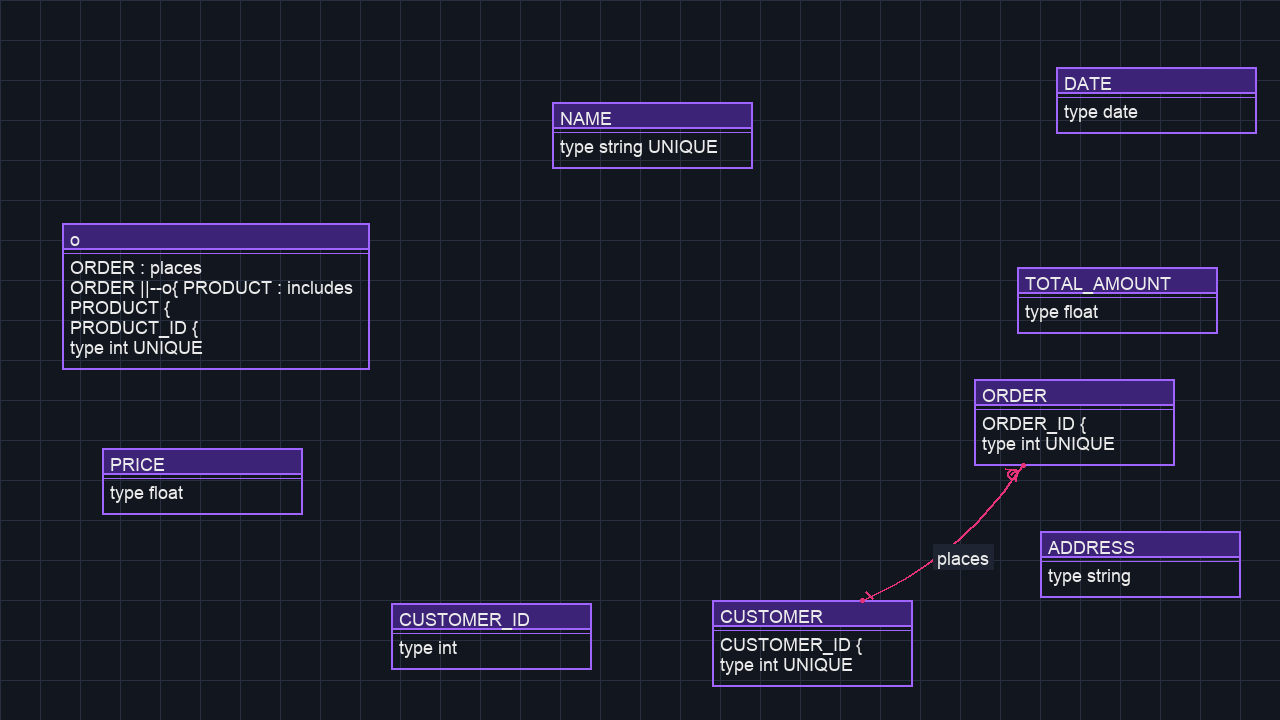 DATE
type date
NAME
type string UNIQUE
o
ORDER : places
ORDER ||--o{ PRODUCT : includes
PRODUCT {
PRODUCT_ID {
type int UNIQUE
TOTAL_AMOUNT
type float
ORDER
ORDER_ID {
type int UNIQUE
PRICE
type float
places
ADDRESS
type string
CUSTOMER_ID
type int
CUSTOMER
CUSTOMER_ID {
type int UNIQUE